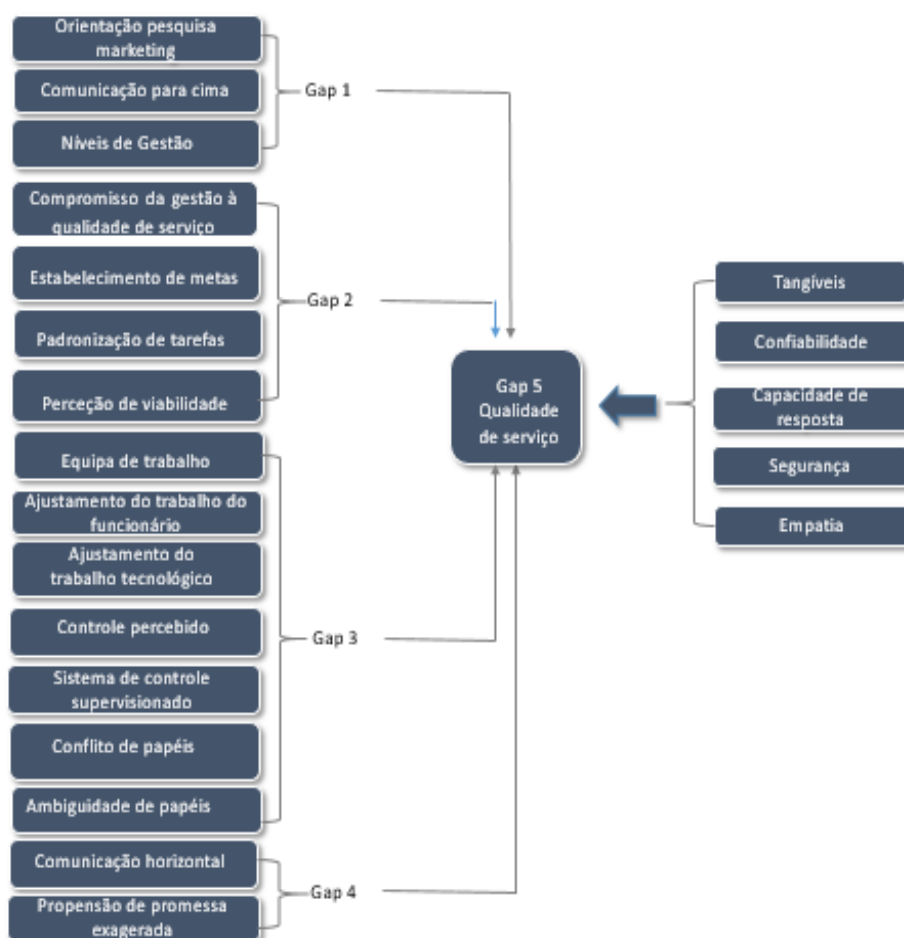 Orientação pesquisa
marketing
Comunicação para cima
Gap 1
Níveis de Gestão
Compromisso da gestão à
qualidade de serviço
Estabelecimento de metas
Gap 2
Padronização de tarefas
Perceção de viabilidade
Equipa de trabalho
Ajustamento do trabalho do
funcionário
Ajustamento do
trabalho tecnológico
Controle percebido
Gap 3
Sistema de controle
supervisionado
Conflito de papéis
Ambiguidade de papéis
Comunicação horizontal
Gap 4
Propensão de promessa
exagerada
Gap 5
Qualidade
de serviço
Tangíveis
Confiabilidade
Capacidade de
resposta
Segurança
Empatia